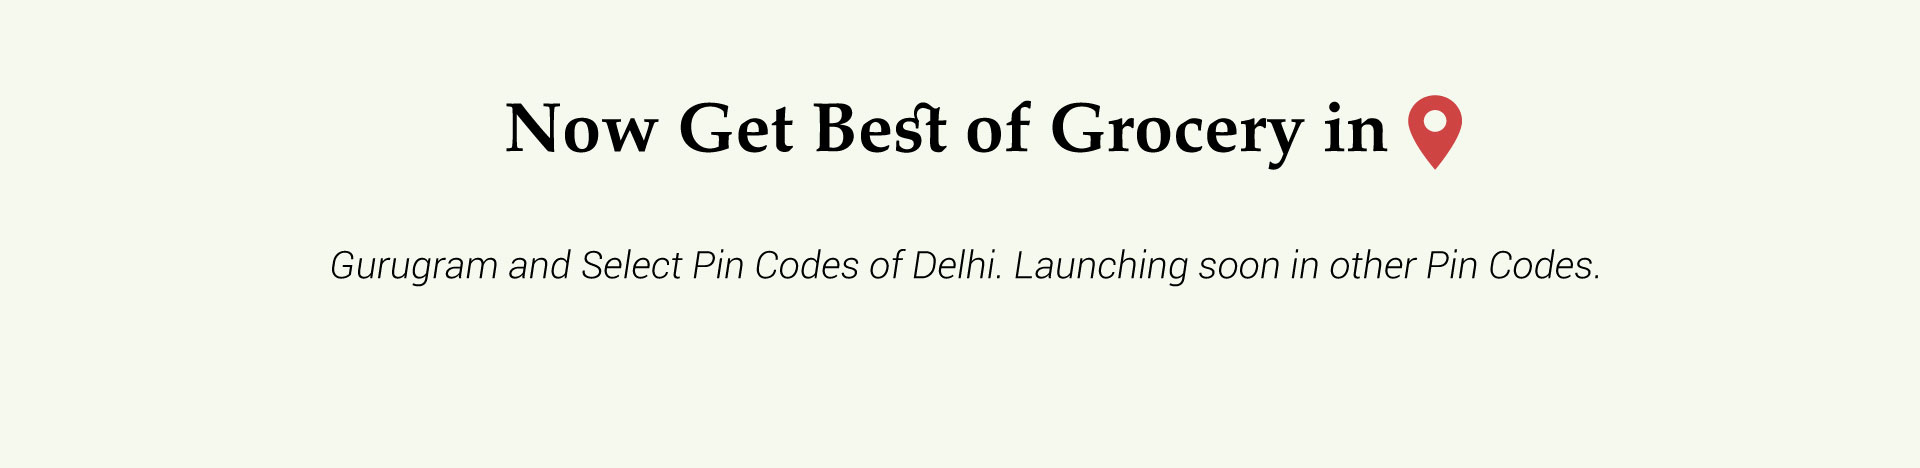 Now Get Best of Grocery in
Gurugram and Select Pin Codes of Delhi. Launching soon in other Pin Codes.